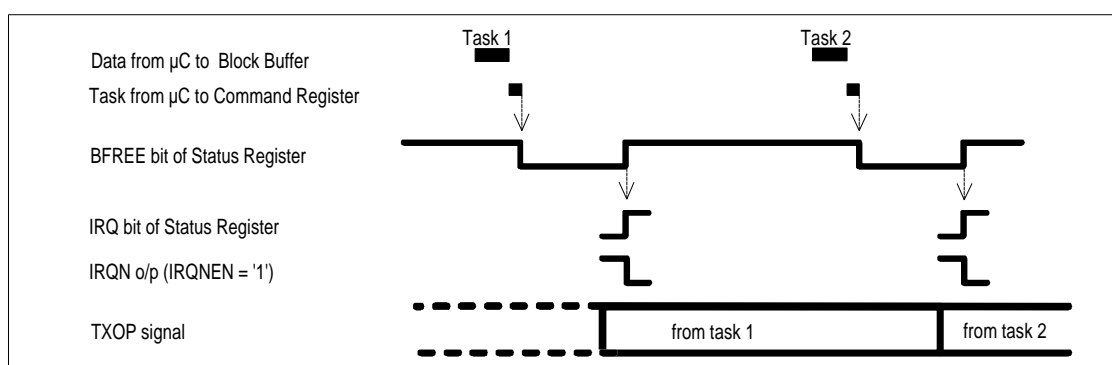 Task 1
Task 2
Data from µC to Block Buffer
Task from µC to Command Register
BFREE bit of Status Register
IRQ bit of Status Register
IRQN o/p (IRQNEN = '1')
TXOP signal
from task 1
from task 2